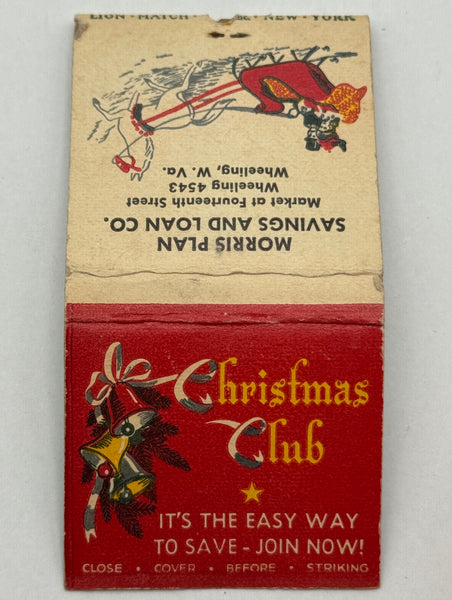 LION MATCH NEW YORK
MORRIS PLAN
SAVINGS AND LOAN CO.
Market at Fourteenth Street
Wheeling 4543
Wheeling, W. Va.
Christmas
Club
IT'S THE EASY WAY
TO SAVE - JOIN NOW!
CLOSE • COVER • BEFORE • STRIKING